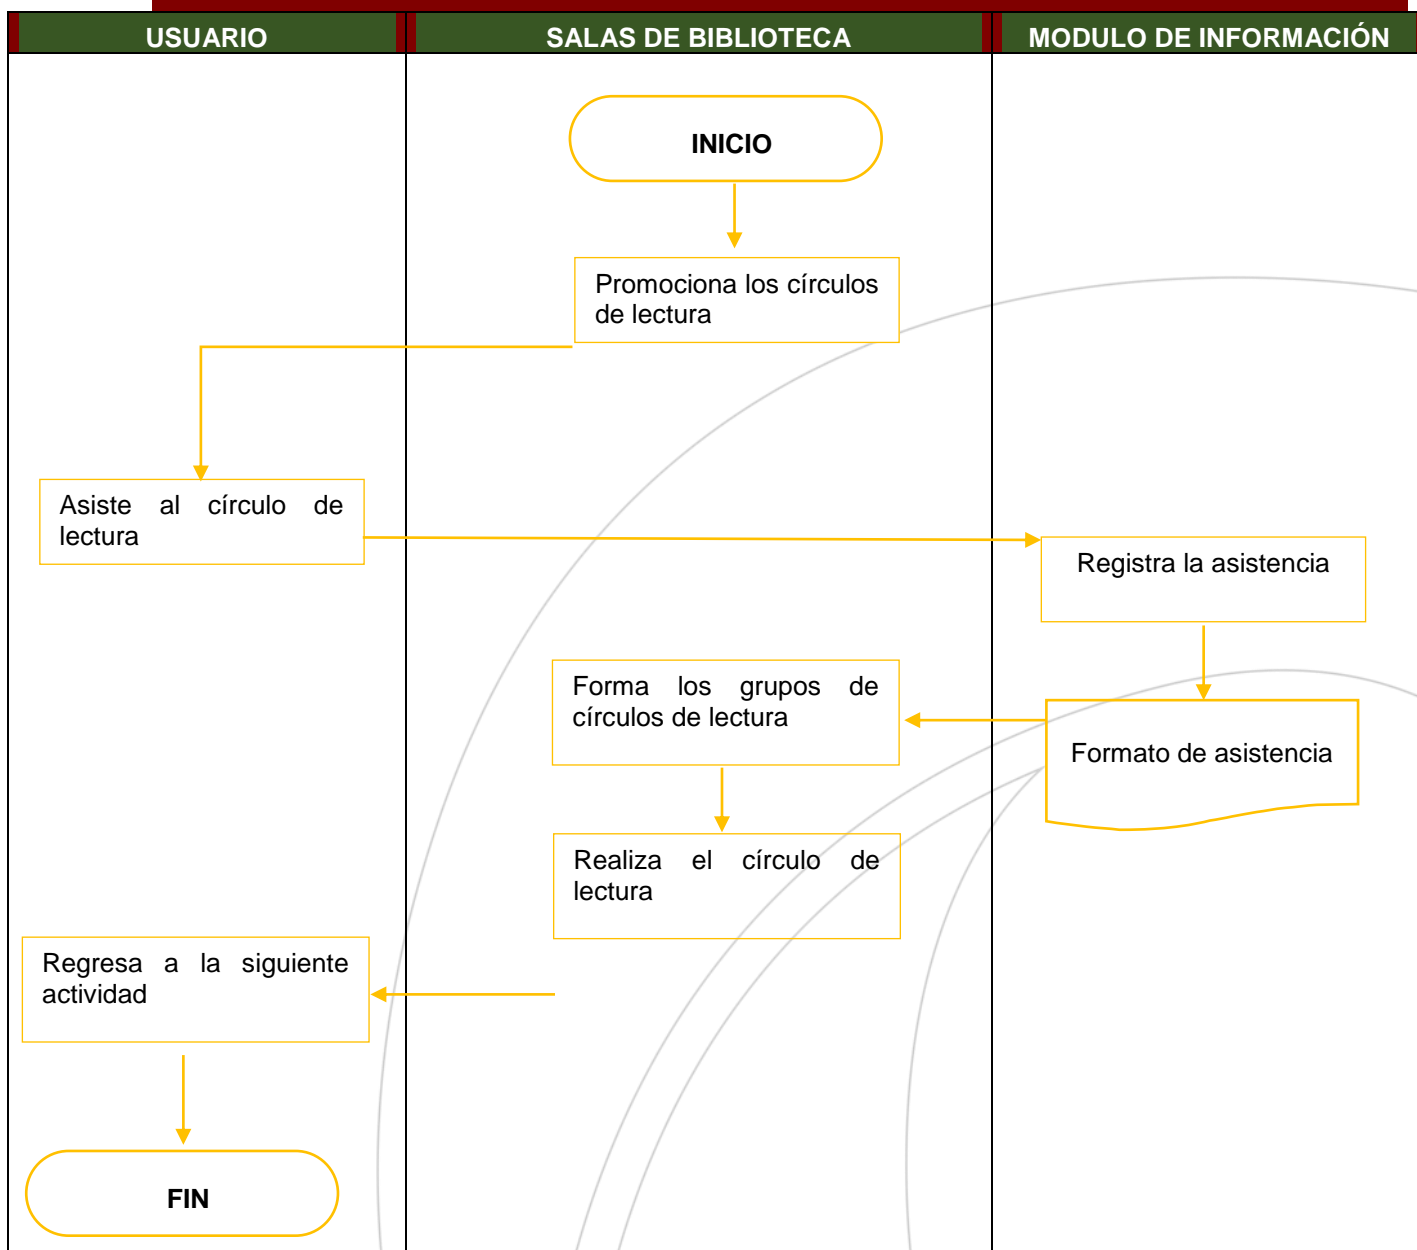 USUARIO
SALAS DE BIBLIOTECA
MODULO DE INFORMACIÓN
INICIO
Promociona los círculos
de lectura
Asiste al círculo de
lectura
Registra la asistencia
Forma los grupos de
círculos de lectura
Formato de asistencia
Realiza el círculo de
lectura
Regresa a la siguiente
actividad
FIN